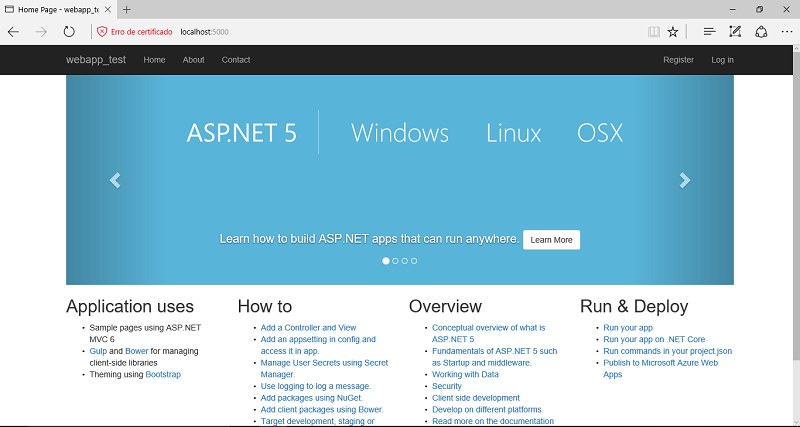 Home Page - webapp_test
Erro de certificado localhost:5000
webapp_test Home About Contact Register Log in
ASP.NET 5 Windows Linux OSX
Learn how to build ASP.NET apps that can run anywhere. Learn More
Application uses
Sample pages using ASP.NET
MVC 6
Gulp and Bower for managing
client-side libraries
Theming using Bootstrap
How to
Add a Controller and View
Add an appsetting in config and
access it in app.
Manage User Secrets using Secret
Manager.
Use logging to log a message.
Add packages using NuGet.
Add client packages using Bower.
Target development, staging or
Overview
Conceptual overview of what is
ASP.NET 5
Fundamentals of ASP.NET 5 such
as Startup and middleware.
Working with Data
Security
Client side development
Develop on different platforms
Read more on the documentation
Run & Deploy
Run your app
Run your app on .NET Core
Run commands in your project.json
Publish to Microsoft Azure Web
Apps